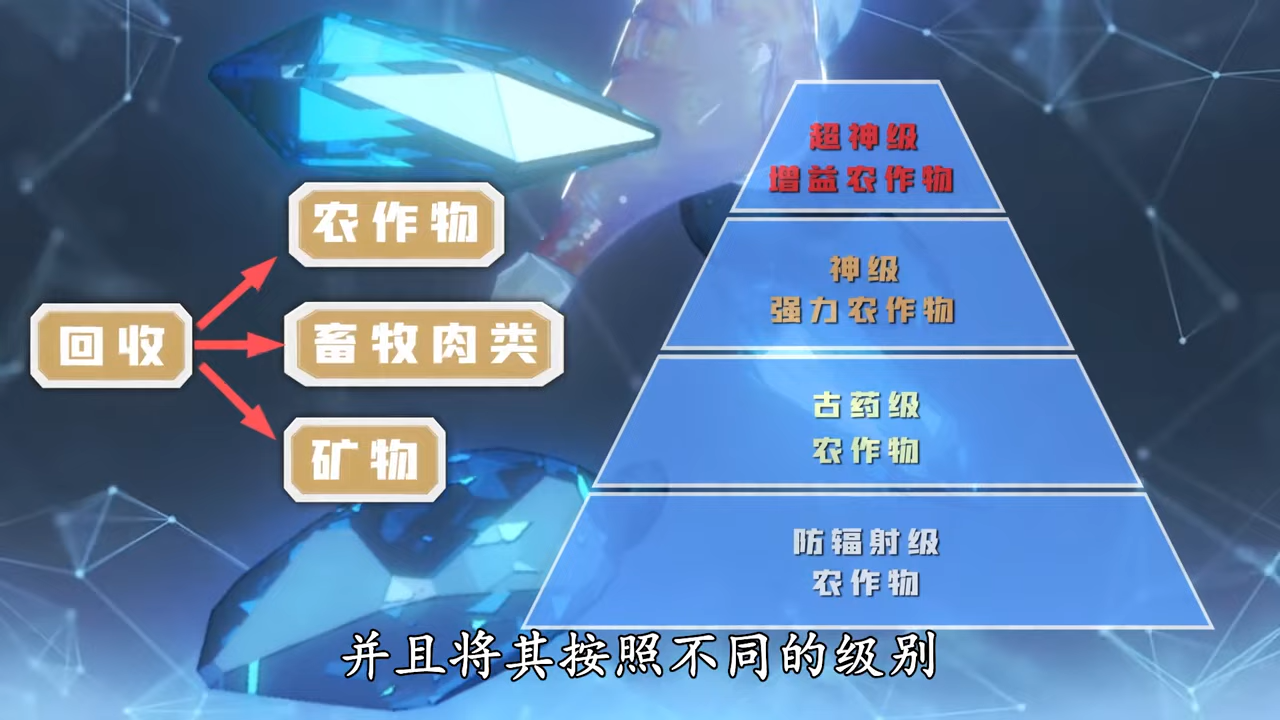 回收
农作物
畜牧肉类
矿物
超神级
增益农作物
神级
强力农作物
古药级
农作物
防辐射级
农作物
并且将其按照不同的级别